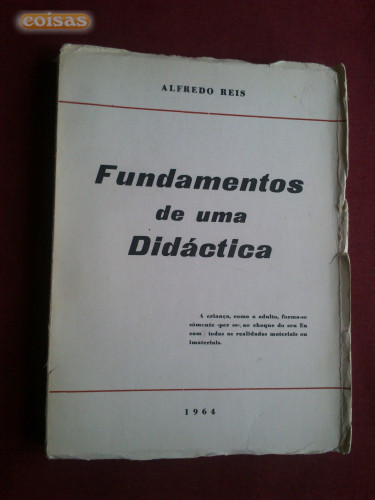 coisas
ALFREDO REIS
Fundamentos
de uma
Didáctica
A criança, como o adulto, forma-se
sòmente «per se», ao choque do seu Eu
com : todas as realidades materiais ou
imateriais.
1964